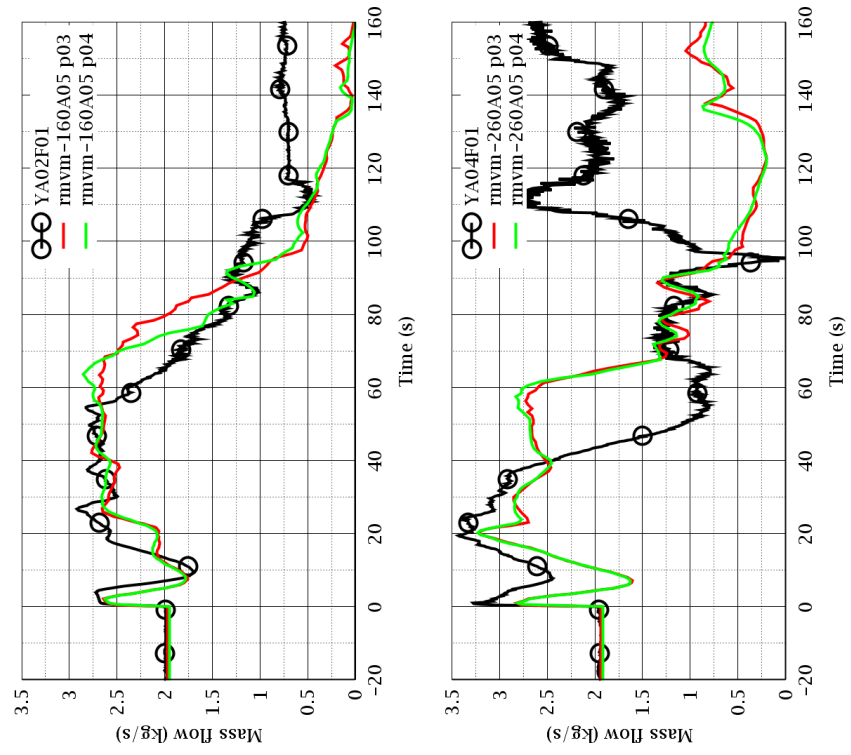 YA02F01
rmvm-160A05 p03
rmvm-160A05 p04
3.5
3
2.5
2
1.5
1
0.5
0
Mass flow (kg/s)
−20 0 20 40 60 80 100 120 140 160
Time (s)
YA04F01
rmvm-260A05 p03
rmvm-260A05 p04
3.5
3
2.5
2
1.5
1
0.5
0
Mass flow (kg/s)
−20 0 20 40 60 80 100 120 140 160
Time (s)